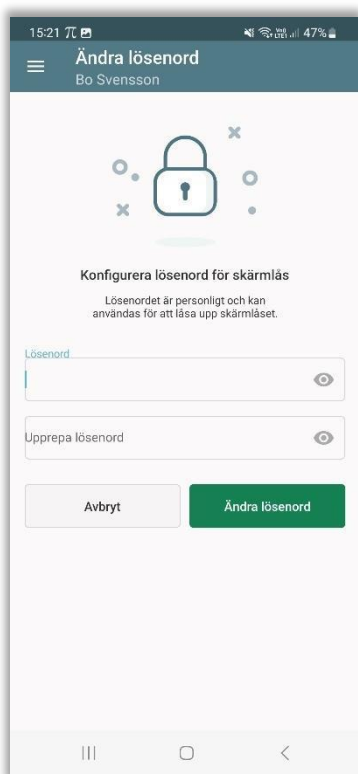 15:21 π 47%
Ändra lösenord
Bo Svensson
Konfigurera lösenord för skärmlås
Lösenordet är personligt och kan
användas för att låsa upp skärmlåset.
Lösenord
Upprepa lösenord
Avbryt Ändra lösenord